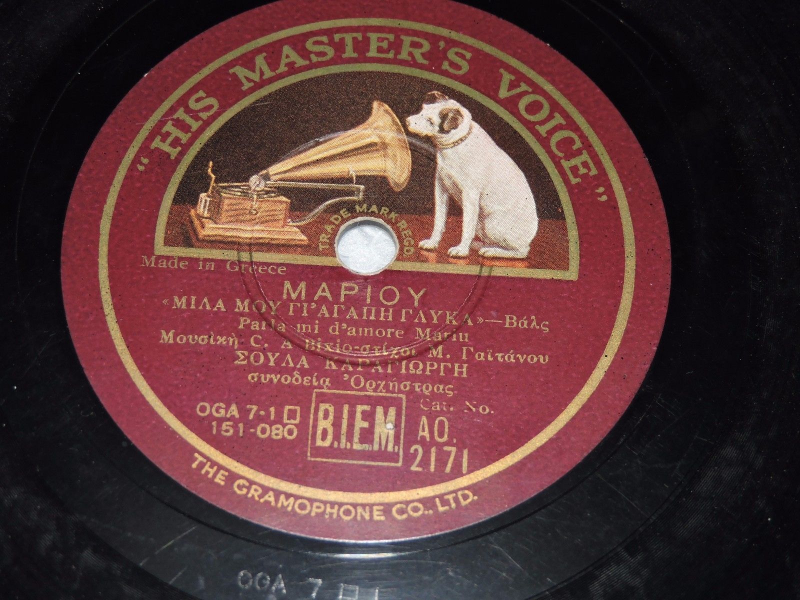 "HIS MASTER'S VOICE"
TRADE MARK REGD
Made in Greece
ΜΑΡΙΟΥ
«ΜΙΛΑ ΜΟΥ ΓΙ' ΑΓΑΠΗ ΓΛΥΚΑ»—Βάλς
Parla mi d'amore Mariu
Μουσική C. A Bixio-στίχοι Μ. Γαϊτάνου
ΣΟΥΛΑ ΚΑΡΑΓΙΩΡΓΗ
συνοδεία Ὀρχήστρας
Cat. No.
OGA 7-1 □
B.I.E.M.
AO.
151-080
2171
THE GRAMOPHONE CO., LTD.
OGA 7 □ I